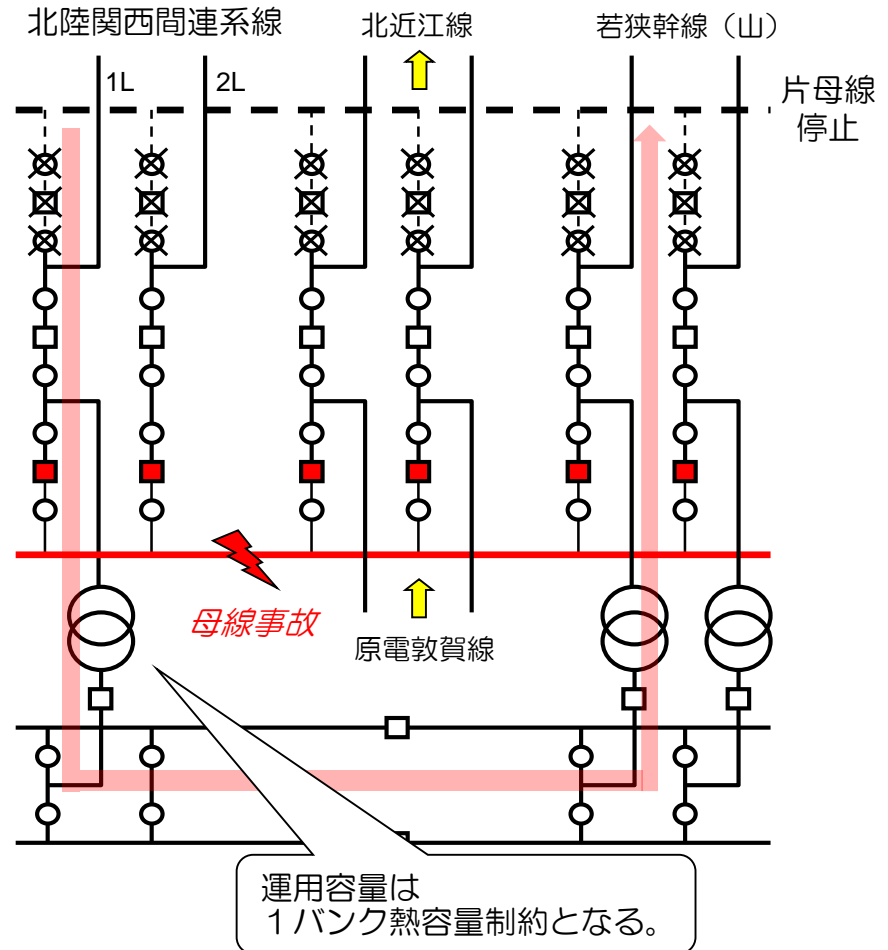 北陸関西間連系線
北近江線
若狭幹線（山）
1L
2L
片母線
停止
母線事故
原電敦賀線
運用容量は
１バンク熱容量制約となる。